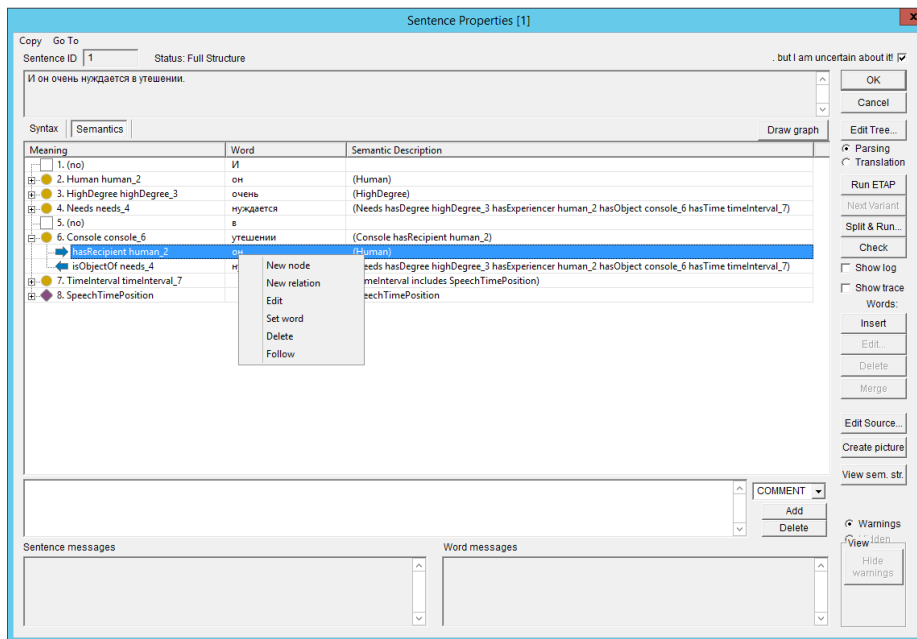 Sentence Properties [1]
x
Copy Go To
Sentence ID 1 Status: Full Structure . but I am uncertain about it!
И он очень нуждается в утешении.
OK
Cancel
Syntax Semantics Draw graph Edit Tree...
Meaning Word Semantic Description
Parsing
Translation
1. (no) И
2. Human human_2 он (Human)
3. HighDegree highDegree_3 очень (HighDegree)
4. Needs needs_4 нуждается (Needs hasDegree highDegree_3 hasExperiencer human_2 hasObject console_6 hasTime timeInterval_7)
5. (no) в
6. Console console_6 утешении (Console hasRecipient human_2)
hasRecipient human_2 он (Human)
isObjectOf needs_4 eeds hasDegree highDegree_3 hasExperiencer human_2 hasObject console_6 hasTime timeInterval_7)
7. TimeInterval timeInterval_7 meInterval includes SpeechTimePosition)
8. SpeechTimePosition eechTimePosition
New node
New relation
Edit
Set word
Delete
Follow
Run ETAP
Next Variant
Split & Run...
Check
Show log
Show trace
Words:
Insert
Edit...
Delete
Merge
Edit Source...
Create picture
View sem. str.
COMMENT
Add
Delete
Warnings
View
Hide
warnings
Sentence messages Word messages